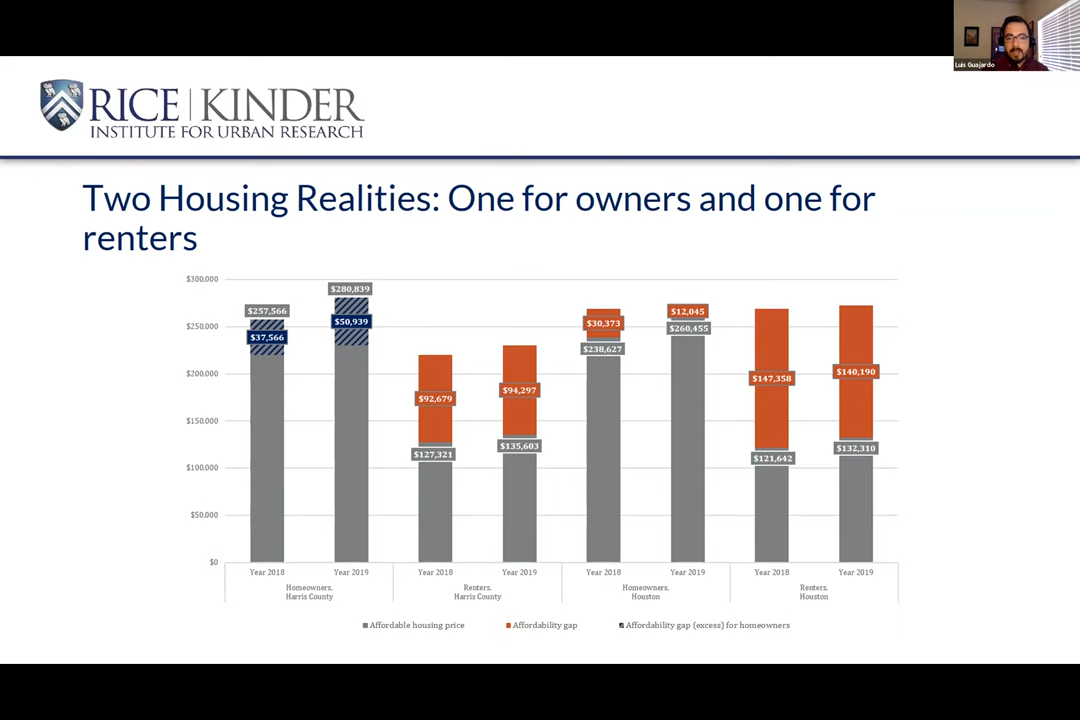 Luis Guajardo
RICE | KINDER
INSTITUTE FOR URBAN RESEARCH
Two Housing Realities: One for owners and one for
renters
$300,000
$250,000
$200,000
$150,000
$100,000
$50,000
$0
$257,566
$37,566
$280,839
$50,939
$92,679
$127,321
$94,297
$135,603
$30,373
$238,627
$12,045
$260,455
$147,358
$121,642
$140,190
$132,310
Year 2018
Year 2019
Year 2018
Year 2019
Year 2018
Year 2019
Year 2018
Year 2019
Homeowners,
Harris County
Renters,
Harris County
Homeowners,
Houston
Renters,
Houston
Affordable housing price
Affordability gap
Affordability gap (excess) for homeowners